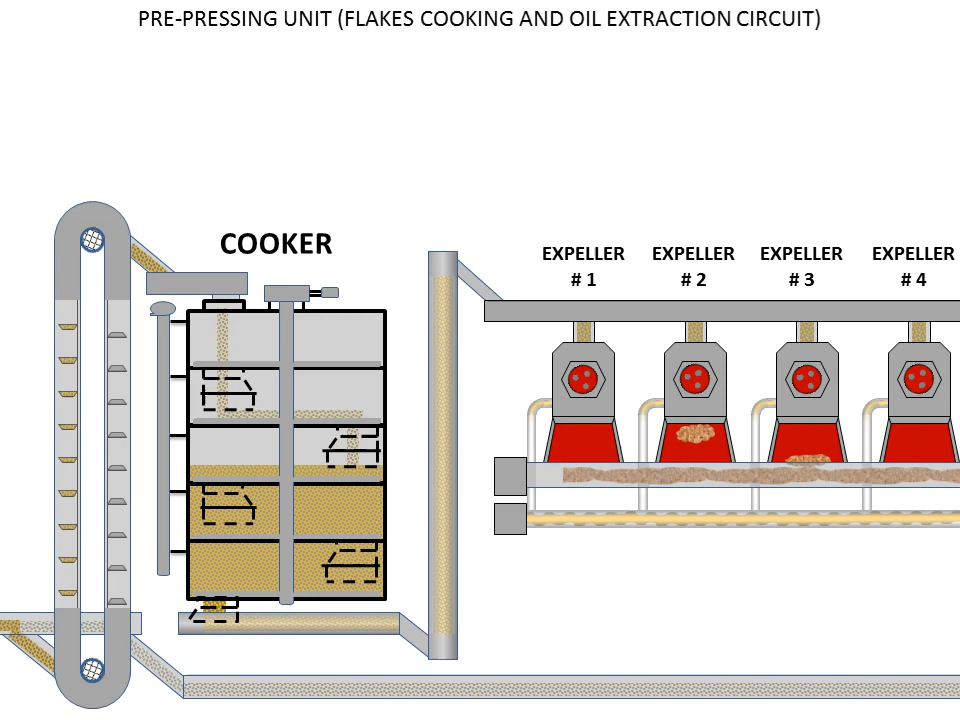 PRE-PRESSING UNIT (FLAKES COOKING AND OIL EXTRACTION CIRCUIT)
COOKER
EXPELLER
# 1
EXPELLER
# 2
EXPELLER
# 3
EXPELLER
# 4